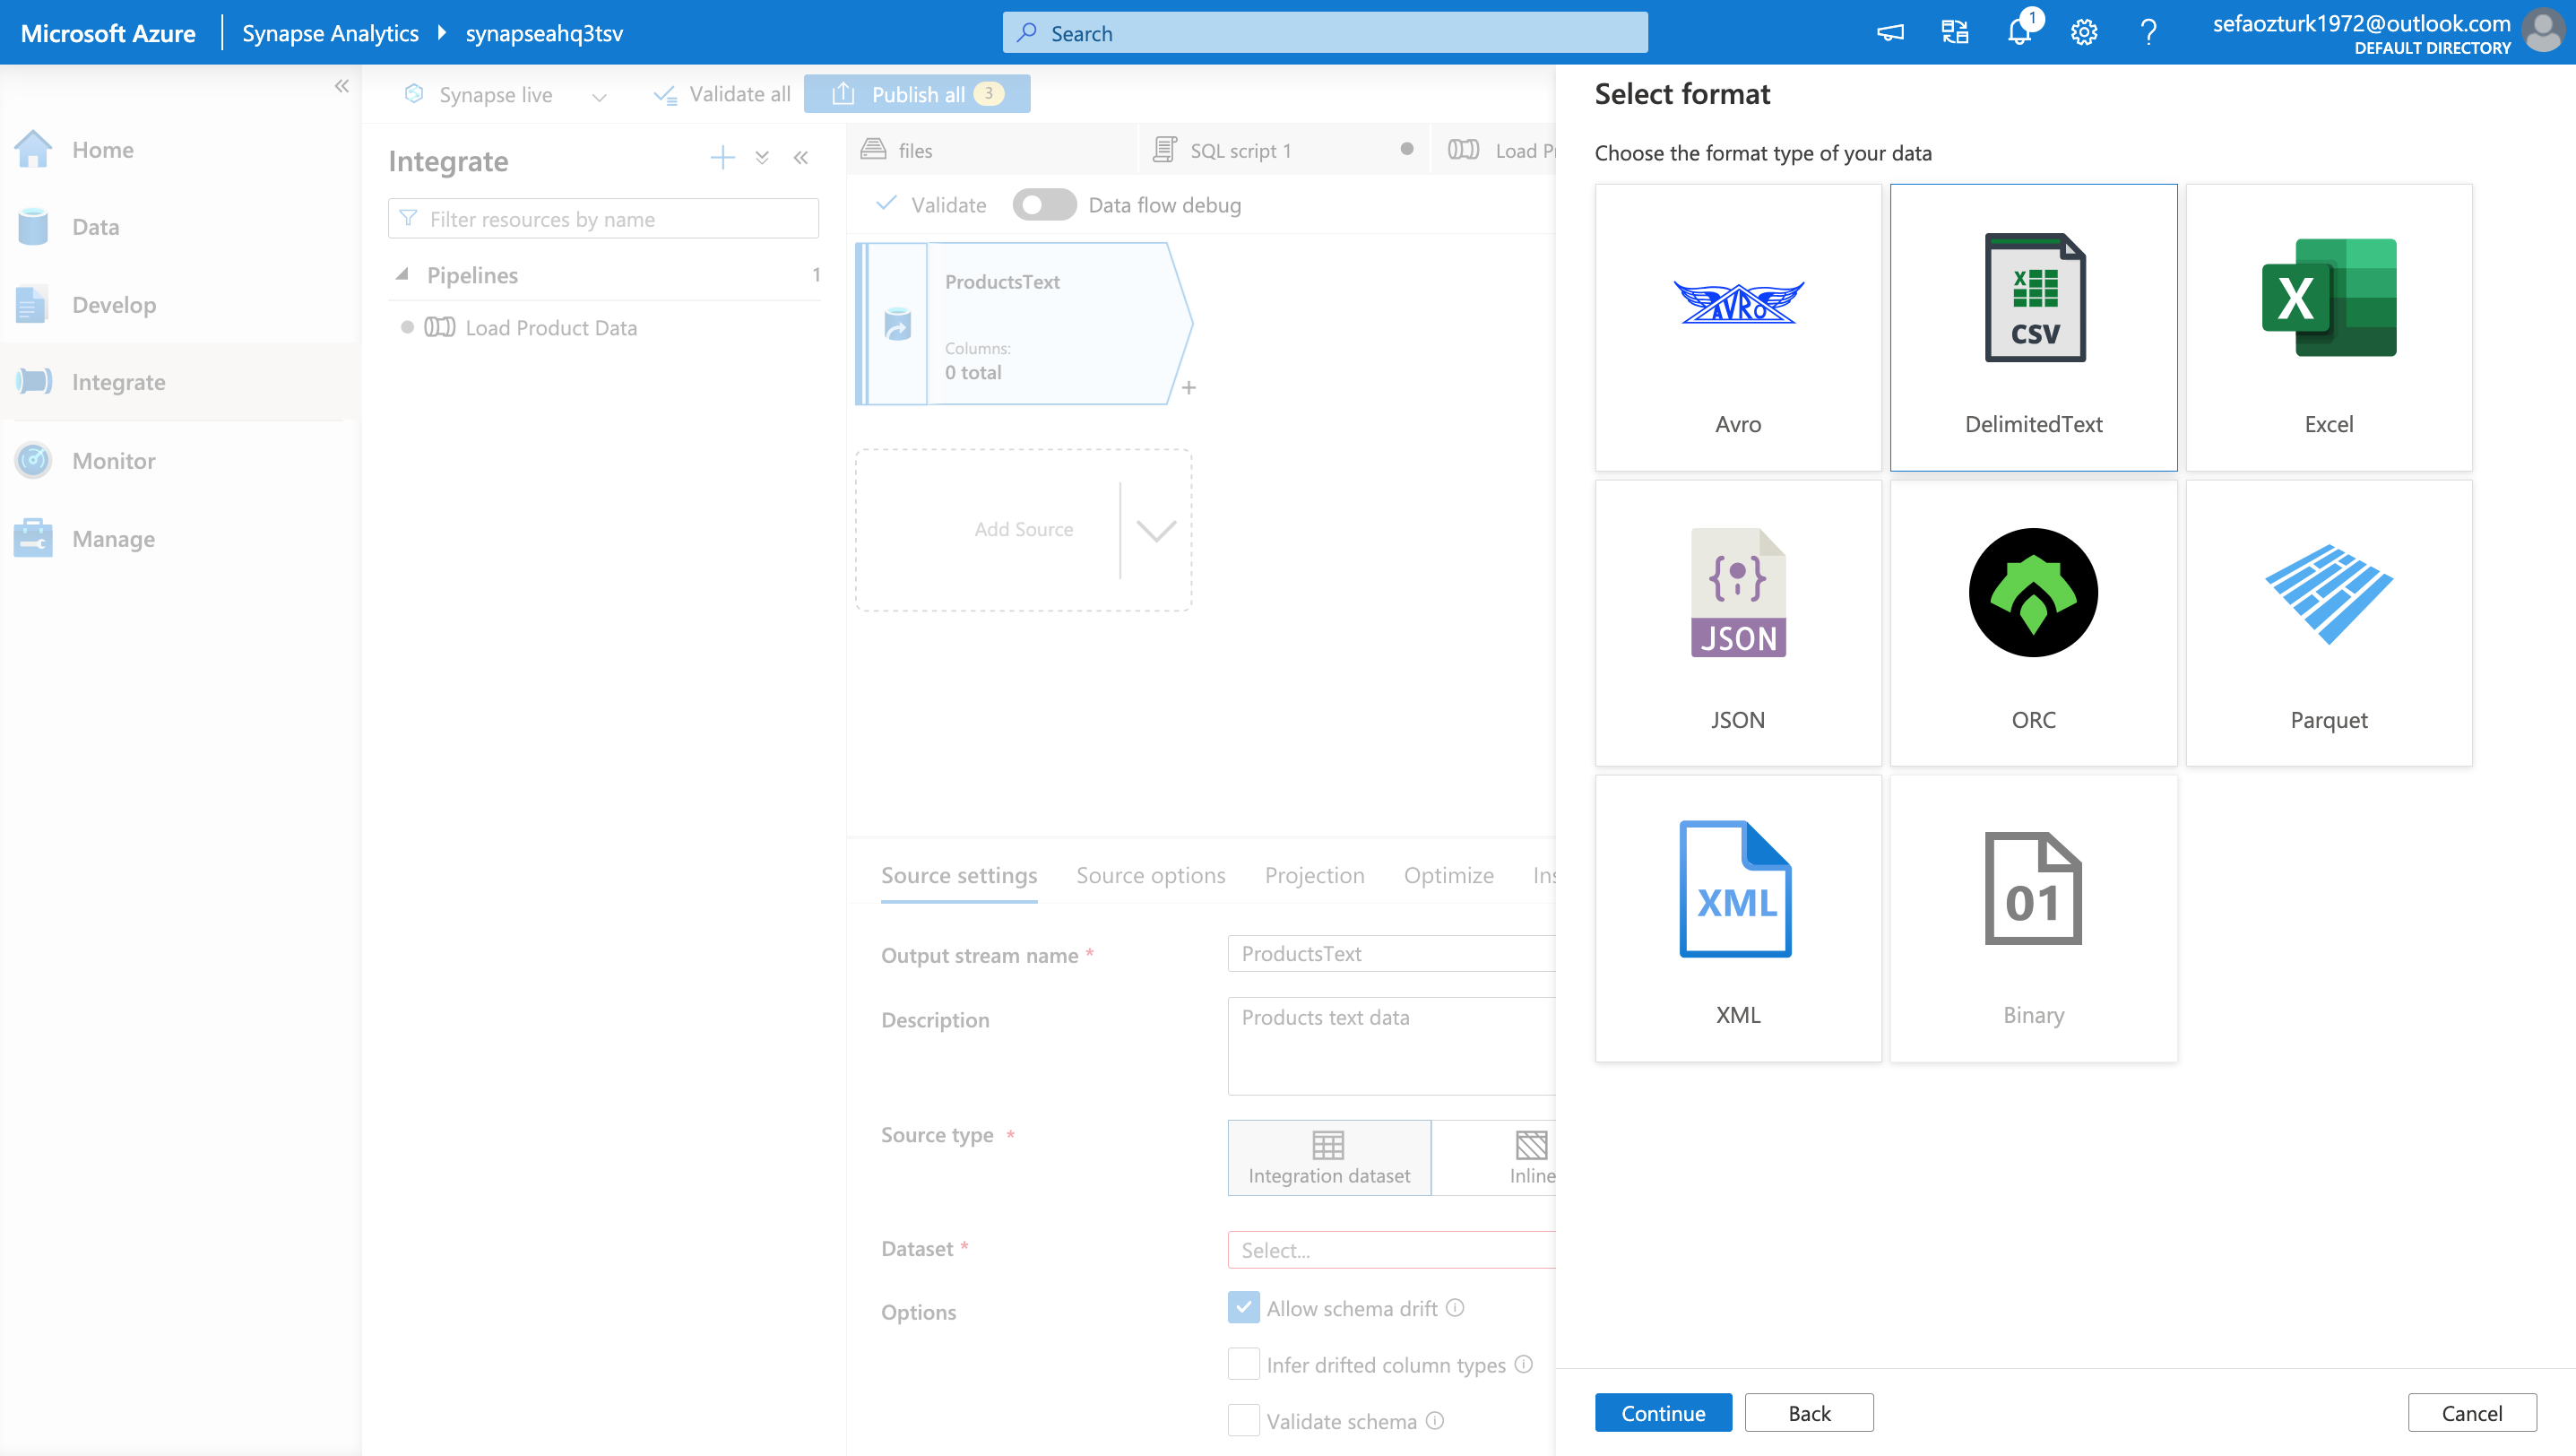 Microsoft Azure
Synapse Analytics
synapseahq3tsv
Search
1
sefaozturk1972@outlook.com
DEFAULT DIRECTORY
Home
Data
Develop
Integrate
Monitor
Manage
Synapse live
Validate all
Publish all 3
Integrate
Filter resources by name
Pipelines 1
Load Product Data
files
SQL script 1
Load P
Validate
Data flow debug
ProductsText
Columns:
0 total
+
Add Source
Source settings
Source options
Projection
Optimize
Ins
Output stream name *
ProductsText
Description
Products text data
Source type *
Integration dataset
Inline
Dataset *
Select...
Options
Allow schema drift
Infer drifted column types
Validate schema
Select format
Choose the format type of your data
AVRO
Avro
X
CSV
DelimitedText
X
Excel
JSON
JSON
ORC
Parquet
XML
XML
01
Binary
Continue
Back
Cancel